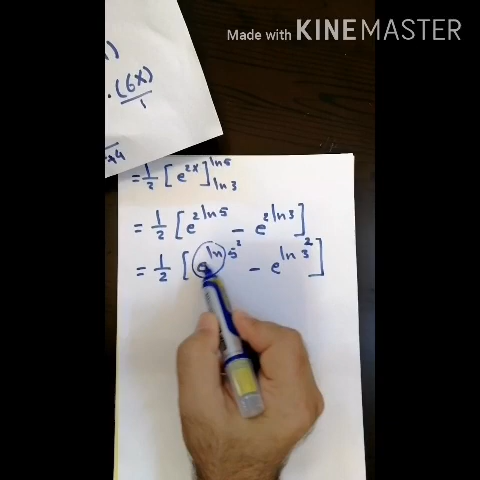 Made with KINEMASTER
)
. (6x)
1
+4
= 1/2 [e^{2x}]_{ln 3}^{ln 5}
= 1/2 [e^{2 ln 5} - e^{2 ln 3}]
= 1/2 [e^{ln 5^2} - e^{ln 3^2}]